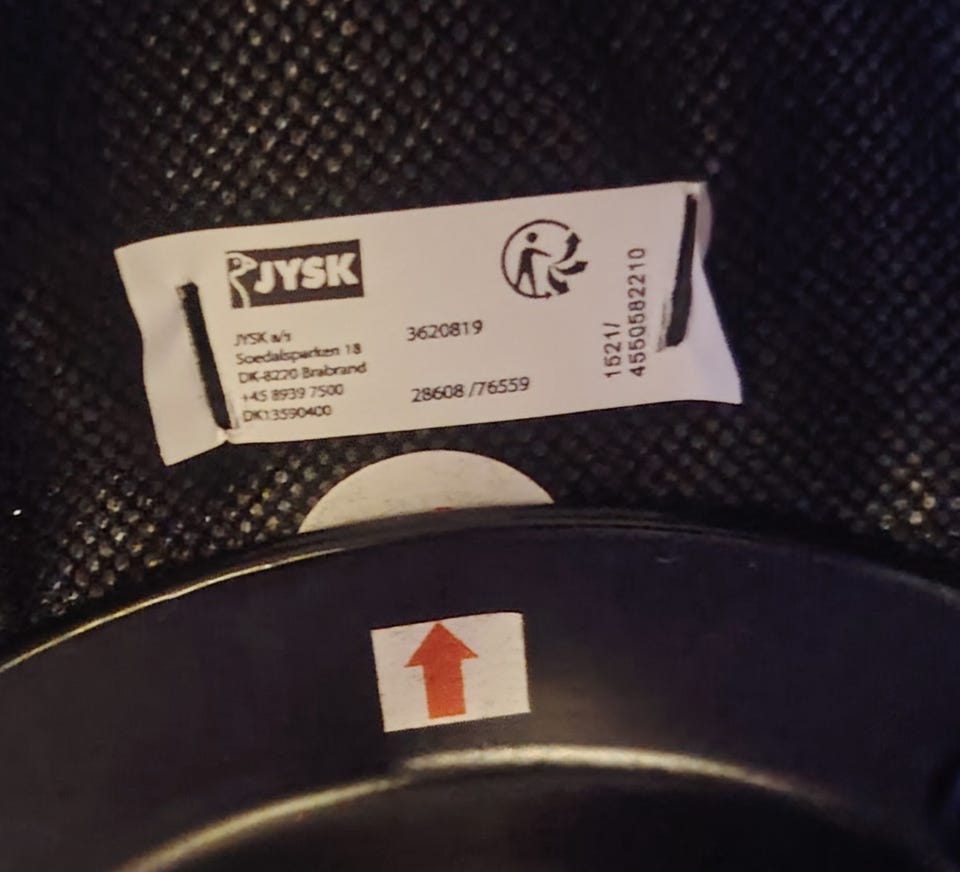 JYSK
JYSK a/s
Soedalsparken 18
DK-8220 Brabrand
+45 8939 7500
DK13590400
3620819
28608 /76559
1521/
4550582210